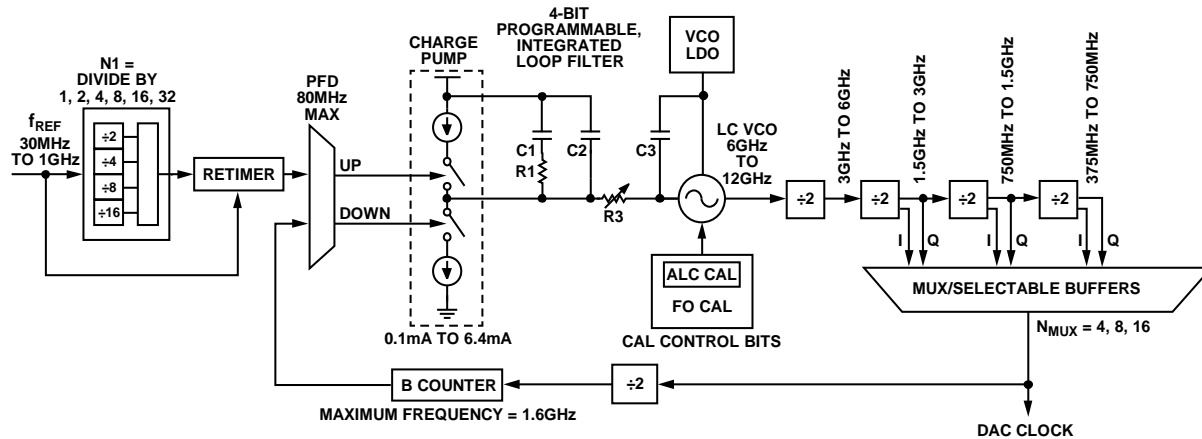 4-BIT
PROGRAMMABLE,
INTEGRATED
LOOP FILTER
CHARGE
PUMP
VCO
LDO
N1 =
DIVIDE BY
1, 2, 4, 8, 16, 32
PFD
80MHz
MAX
fREF
30MHz
TO 1GHz
÷2
÷4
÷8
÷16
RETIMER
UP
DOWN
C1
R1
C2
C3
R3
LC VCO
6GHz
TO
12GHz
÷2
3GHz TO 6GHz
÷2
1.5GHz TO 3GHz
÷2
750MHz TO 1.5GHz
÷2
375MHz TO 750MHz
I
Q
I
Q
I
Q
MUX/SELECTABLE BUFFERS
NMUX = 4, 8, 16
ALC CAL
FO CAL
CAL CONTROL BITS
0.1mA TO 6.4mA
B COUNTER
÷2
MAXIMUM FREQUENCY = 1.6GHz
DAC CLOCK